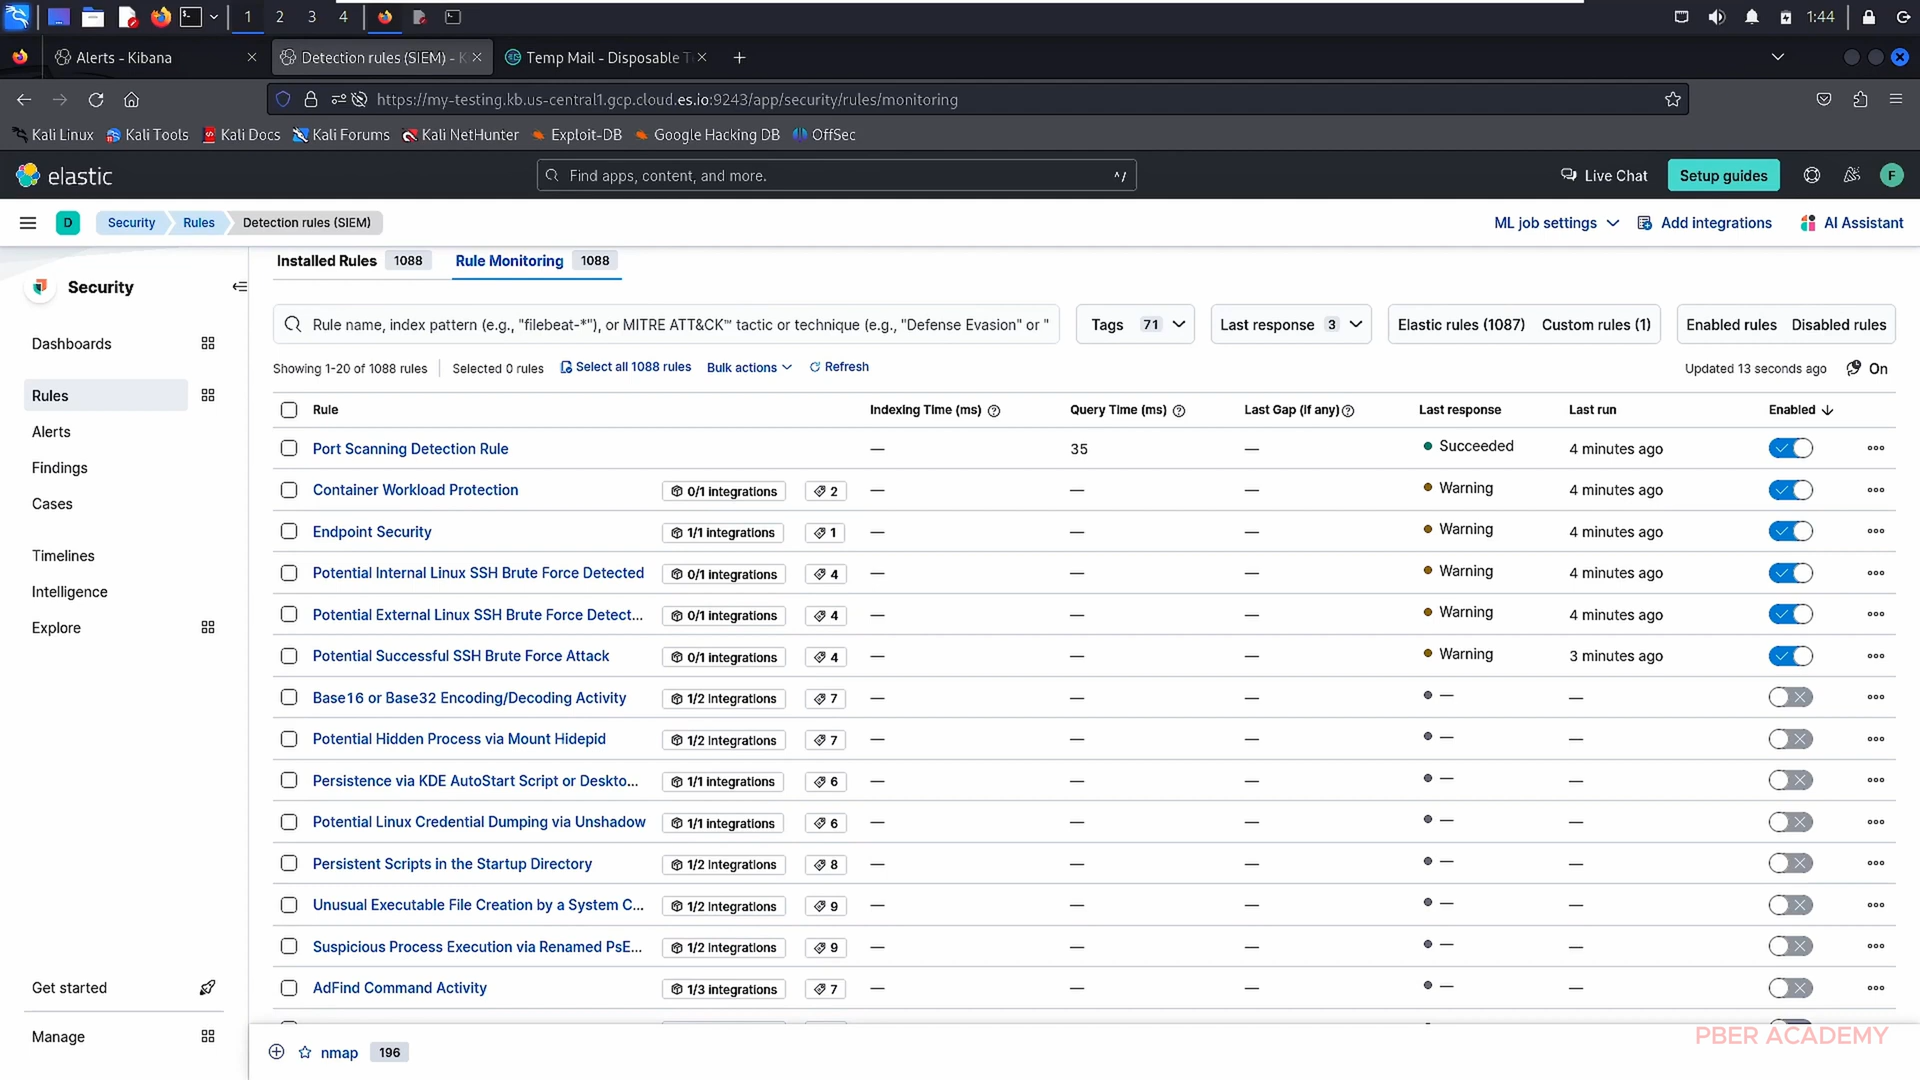 1 2 3 4 1:44
Alerts - Kibana Detection rules (SIEM) - K Temp Mail - Disposable T
https://my-testing.kb.us-central1.gcp.cloud.es.io:9243/app/security/rules/monitoring
Kali Linux Kali Tools Kali Docs Kali Forums Kali NetHunter Exploit-DB Google Hacking DB OffSec
elastic Find apps, content, and more. ^/ Live Chat Setup guides F
D Security Rules Detection rules (SIEM) ML job settings Add integrations AI Assistant
Installed Rules 1088 Rule Monitoring 1088
Security
Rule name, index pattern (e.g., "filebeat-*"), or MITRE ATT&CK™ tactic or technique (e.g., "Defense Evasion" or " Tags 71 Last response 3 Elastic rules (1087) Custom rules (1) Enabled rules Disabled rules
Dashboards
Showing 1-20 of 1088 rules Selected 0 rules Select all 1088 rules Bulk actions Refresh Updated 13 seconds ago On
Rules
Rule Indexing Time (ms) Query Time (ms) Last Gap (if any) Last response Last run Enabled
Alerts
Port Scanning Detection Rule — 35 — Succeeded 4 minutes ago
Findings
Container Workload Protection 0/1 integrations 2 — — — Warning 4 minutes ago
Cases
Endpoint Security 1/1 integrations 1 — — — Warning 4 minutes ago
Timelines
Potential Internal Linux SSH Brute Force Detected 0/1 integrations 4 — — — Warning 4 minutes ago
Intelligence
Potential External Linux SSH Brute Force Detect... 0/1 integrations 4 — — — Warning 4 minutes ago
Explore
Potential Successful SSH Brute Force Attack 0/1 integrations 4 — — — Warning 3 minutes ago
Base16 or Base32 Encoding/Decoding Activity 1/2 integrations 7 — — — — —
Potential Hidden Process via Mount Hidepid 1/2 integrations 7 — — — — —
Persistence via KDE AutoStart Script or Deskto... 1/1 integrations 6 — — — — —
Potential Linux Credential Dumping via Unshadow 1/1 integrations 6 — — — — —
Persistent Scripts in the Startup Directory 1/2 integrations 8 — — — — —
Unusual Executable File Creation by a System C... 1/2 integrations 9 — — — — —
Suspicious Process Execution via Renamed PsE... 1/2 integrations 9 — — — — —
AdFind Command Activity 1/3 integrations 7 — — — — —
Get started
Manage
PBER ACADEMY
nmap 196